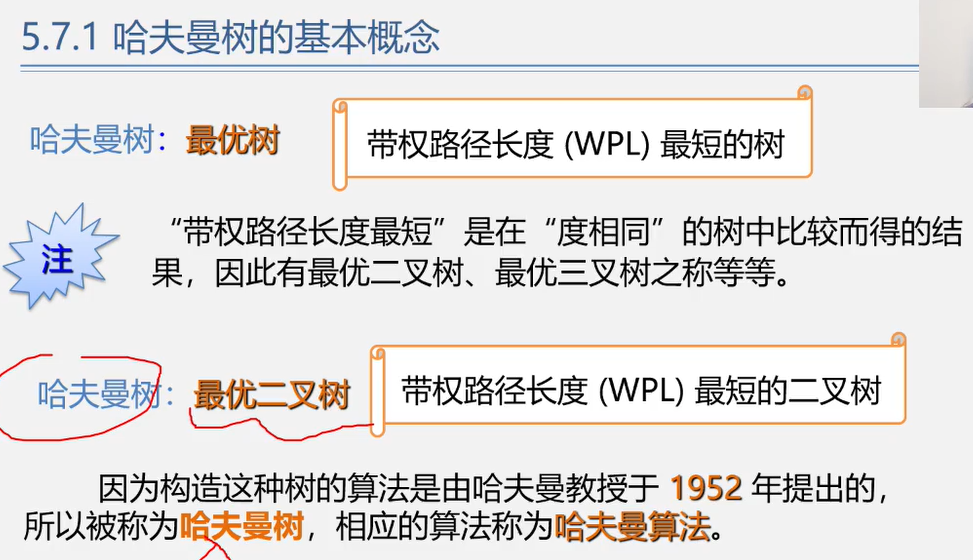 5.7.1 哈夫曼树的基本概念
哈夫曼树：最优树
带权路径长度 (WPL) 最短的树
注
“带权路径长度最短”是在“度相同”的树中比较而得的结
果，因此有最优二叉树、最优三叉树之称等等。
哈夫曼树：最优二叉树
带权路径长度 (WPL) 最短的二叉树
因为构造这种树的算法是由哈夫曼教授于 1952 年提出的，
所以被称为哈夫曼树，相应的算法称为哈夫曼算法。